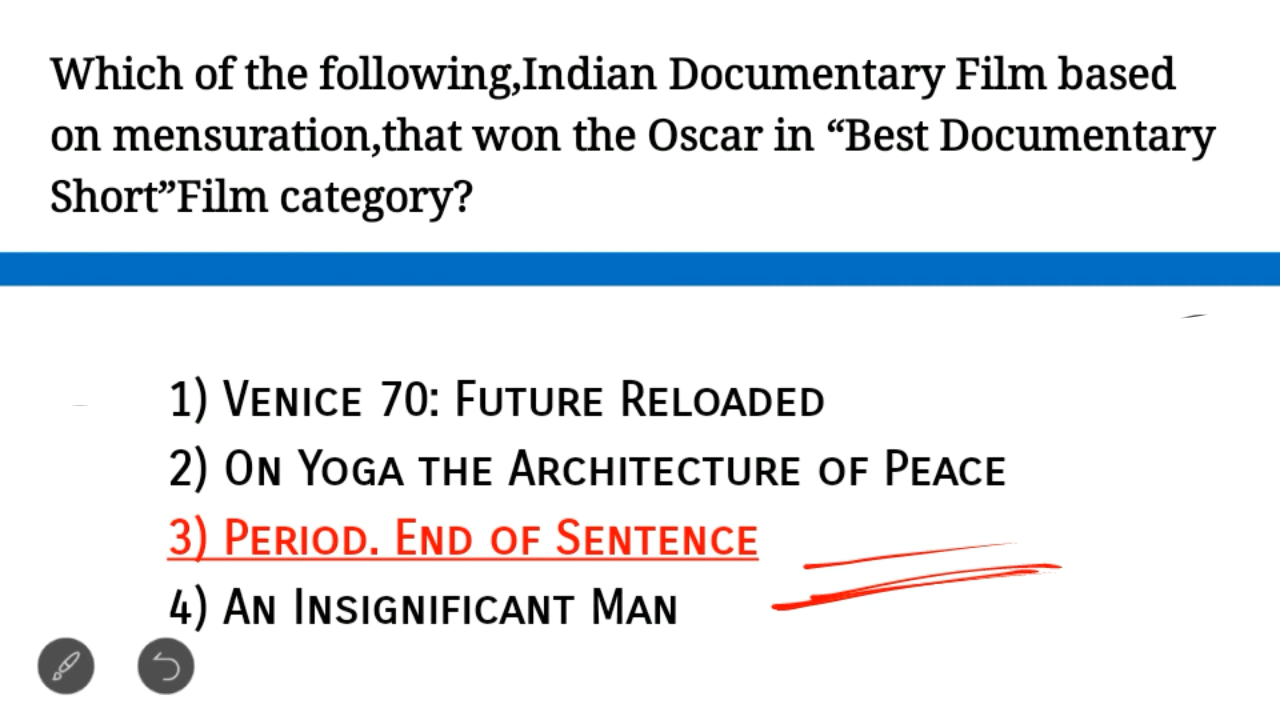 Which of the following,Indian Documentary Film based
on mensuration,that won the Oscar in “Best Documentary
Short”Film category?
1) Venice 70: Future Reloaded
2) On Yoga the Architecture of Peace
3) Period. End of Sentence
4) An Insignificant Man